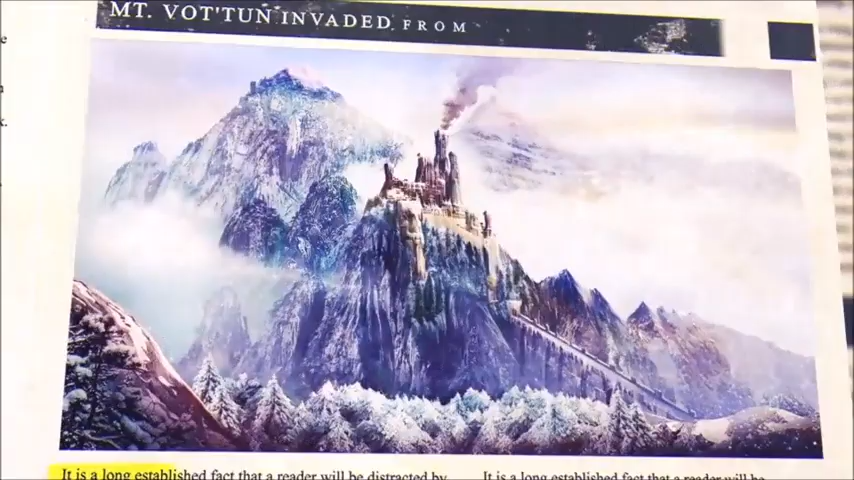 MT. VOT'TUN INVADED FROM
It is a long established fact that a reader will be distracted by
It is a long established fact that a reader will be